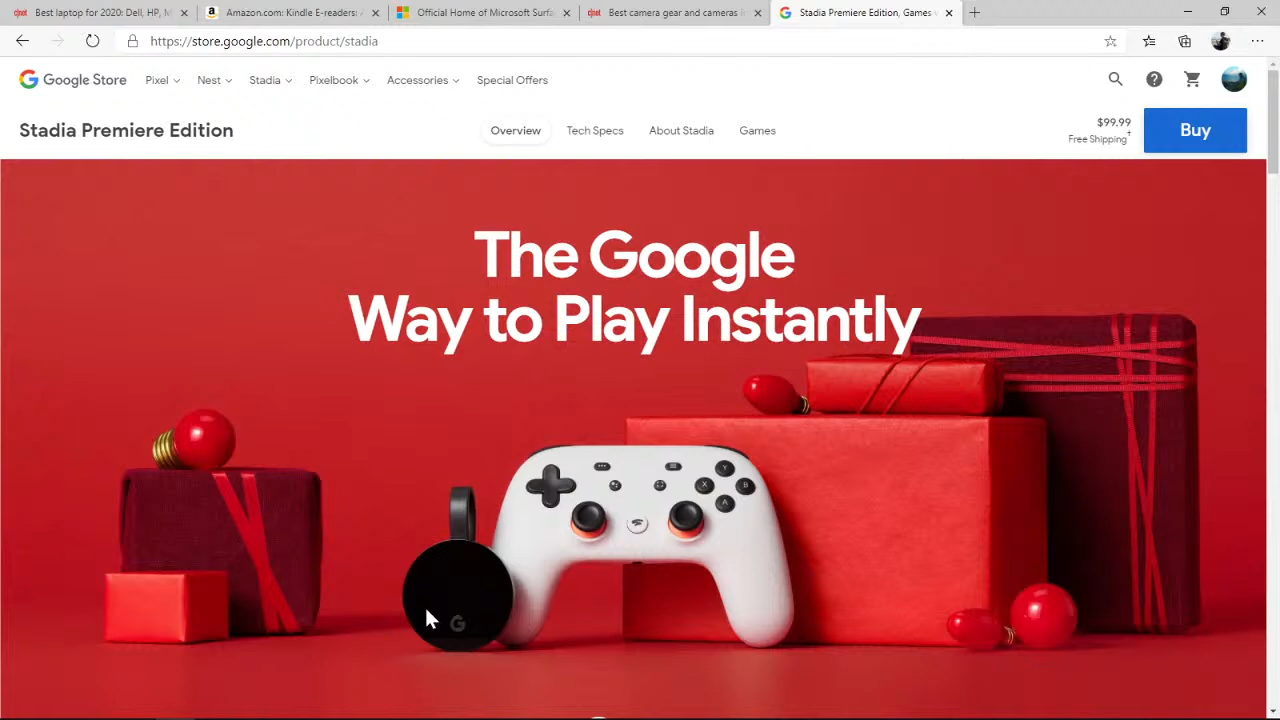 Best laptop for 2020: Dell, HP, M
Amazon.com: Kindle E-readers: A
Official Home of Microsoft Surfa
Best camera gear and cameras in
Stadia Premiere Edition, Games v
https://store.google.com/product/stadia
Google Store
Pixel
Nest
Stadia
Pixelbook
Accessories
Special Offers
Stadia Premiere Edition
Overview
Tech Specs
About Stadia
Games
$99.99
Free Shipping†
Buy
The Google
Way to Play Instantly
Y
X
B
A
G